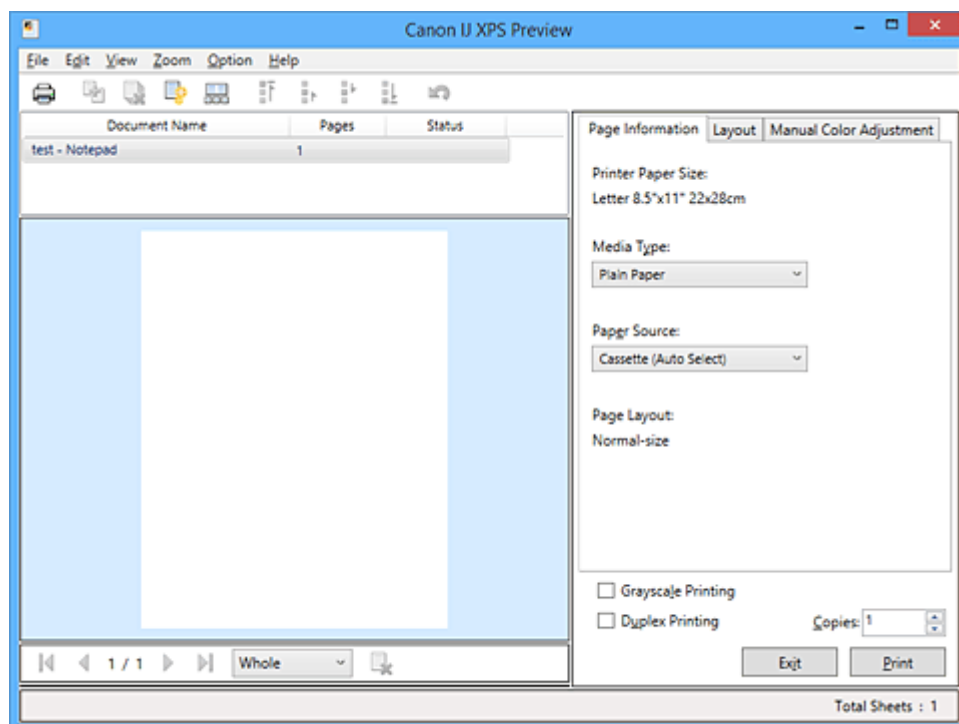 Canon IJ XPS Preview
File Edit View Zoom Option Help
Document Name Pages Status
test - Notepad 1
Page Information Layout Manual Color Adjustment
Printer Paper Size:
Letter 8.5"x11" 22x28cm
Media Type:
Plain Paper
Paper Source:
Cassette (Auto Select)
Page Layout:
Normal-size
Grayscale Printing
Duplex Printing Copies: 1
1 / 1 Whole Exit Print
Total Sheets : 1